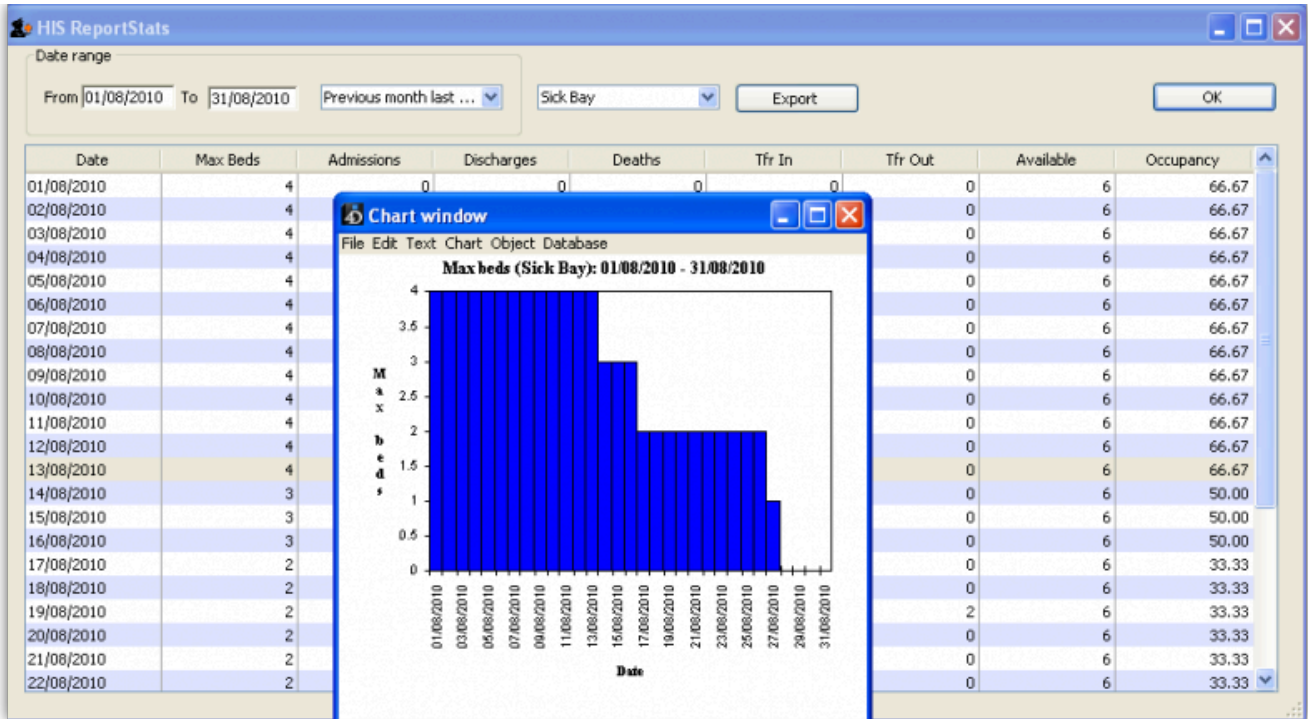 HIS ReportStats
Date range
From 01/08/2010 To 31/08/2010 Previous month last ... Sick Bay Export OK
Date Max Beds Admissions Discharges Deaths Tfr In Tfr Out Available Occupancy
01/08/2010 4 0 0 0 0 0 6 66.67
02/08/2010 4 0 6 66.67
03/08/2010 4 0 6 66.67
04/08/2010 4 0 6 66.67
05/08/2010 4 0 6 66.67
06/08/2010 4 0 6 66.67
07/08/2010 4 0 6 66.67
08/08/2010 4 0 6 66.67
09/08/2010 4 0 6 66.67
10/08/2010 4 0 6 66.67
11/08/2010 4 0 6 66.67
12/08/2010 4 0 6 66.67
13/08/2010 4 0 6 66.67
14/08/2010 3 0 6 50.00
15/08/2010 3 0 6 50.00
16/08/2010 3 0 6 50.00
17/08/2010 2 0 6 33.33
18/08/2010 2 0 6 33.33
19/08/2010 2 2 6 33.33
20/08/2010 2 0 6 33.33
21/08/2010 2 0 6 33.33
22/08/2010 2 0 6 33.33
Chart window
File Edit Text Chart Object Database
Max beds (Sick Bay): 01/08/2010 - 31/08/2010
4
3.5
3
2.5
2
1.5
1
0.5
0
Max beds
01/08/2010
03/08/2010
05/08/2010
07/08/2010
09/08/2010
11/08/2010
13/08/2010
15/08/2010
17/08/2010
19/08/2010
21/08/2010
23/08/2010
25/08/2010
27/08/2010
29/08/2010
31/08/2010
Date